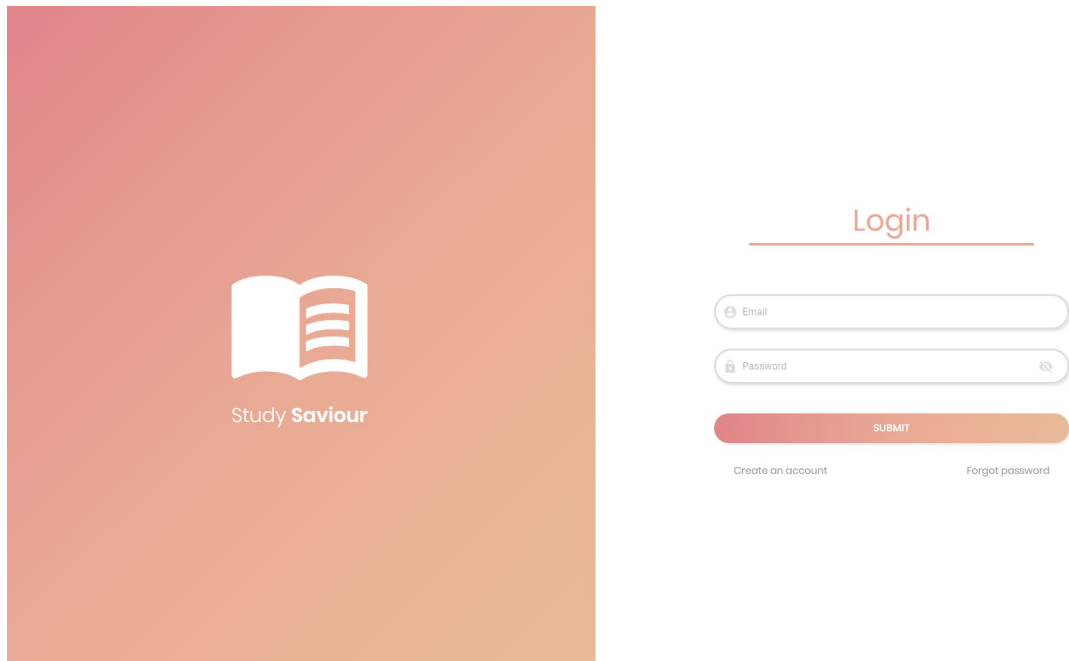 Study Saviour
Login
Email
Password
SUBMIT
Create an account
Forgot password